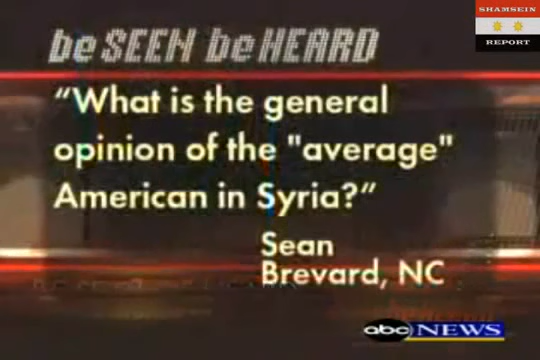 SHAMSEIN
REPORT
be SEEN be HEARD
“What is the general
opinion of the "average"
American in Syria?”
Sean
Brevard, NC
abc NEWS